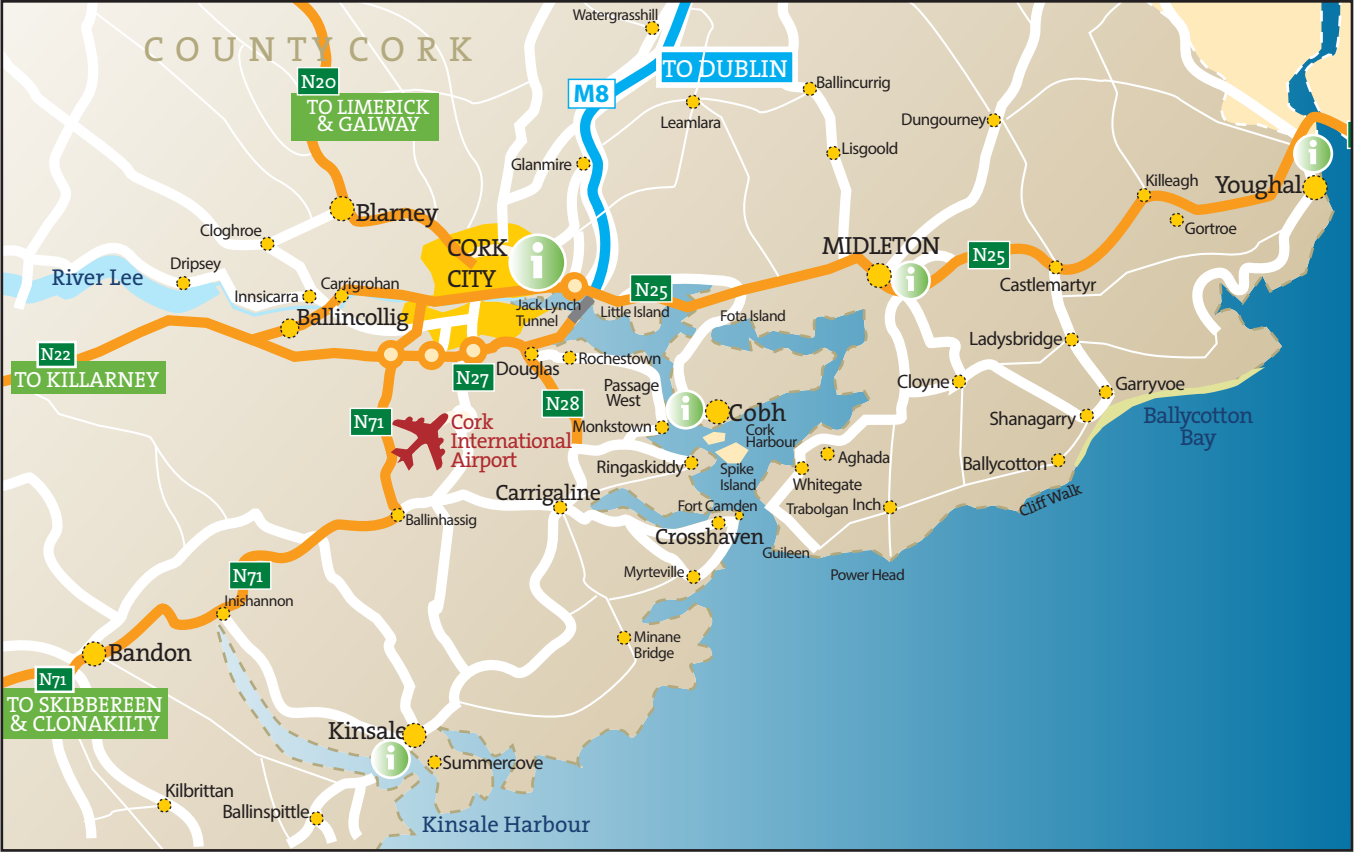 Watergrasshill
COUNTY CORK
N20
TO LIMERICK
& GALWAY
TO DUBLIN
M8
Ballincurrig
Leamlara
Dungourney
Lisgoold
Glanmire
Killeagh
i
Youghal
Blarney
Gortroe
Cloghroe
CORK
CITY
i
MIDLETON
N25
i
Dripsey
River Lee
Carrigrohan
Innsicarra
Castlemartyr
N25
Jack Lynch
Tunnel
Little Island
Fota Island
Ballincollig
Ladysbridge
N22
TO KILLARNEY
Rochestown
Douglas
N27
Passage
West
Cloyne
Garryvoe
N28
N71
i
Cobh
Cork
Harbour
Shanagarry
Ballycotton
Bay
Cork
International
Airport
Monkstown
Aghada
Ringaskiddy
Spike
Island
Whitegate
Ballycotton
Carrigaline
Fort Camden
Trabolgan
Inch
Cliff Walk
Ballinhassig
Crosshaven
Guileen
Myrteville
Power Head
N71
Inishannon
Minane
Bridge
Bandon
N71
TO SKIBBEREEN
& CLONAKILTY
Kinsale
i
Summercove
Kilbrittan
Ballinspittle
Kinsale Harbour